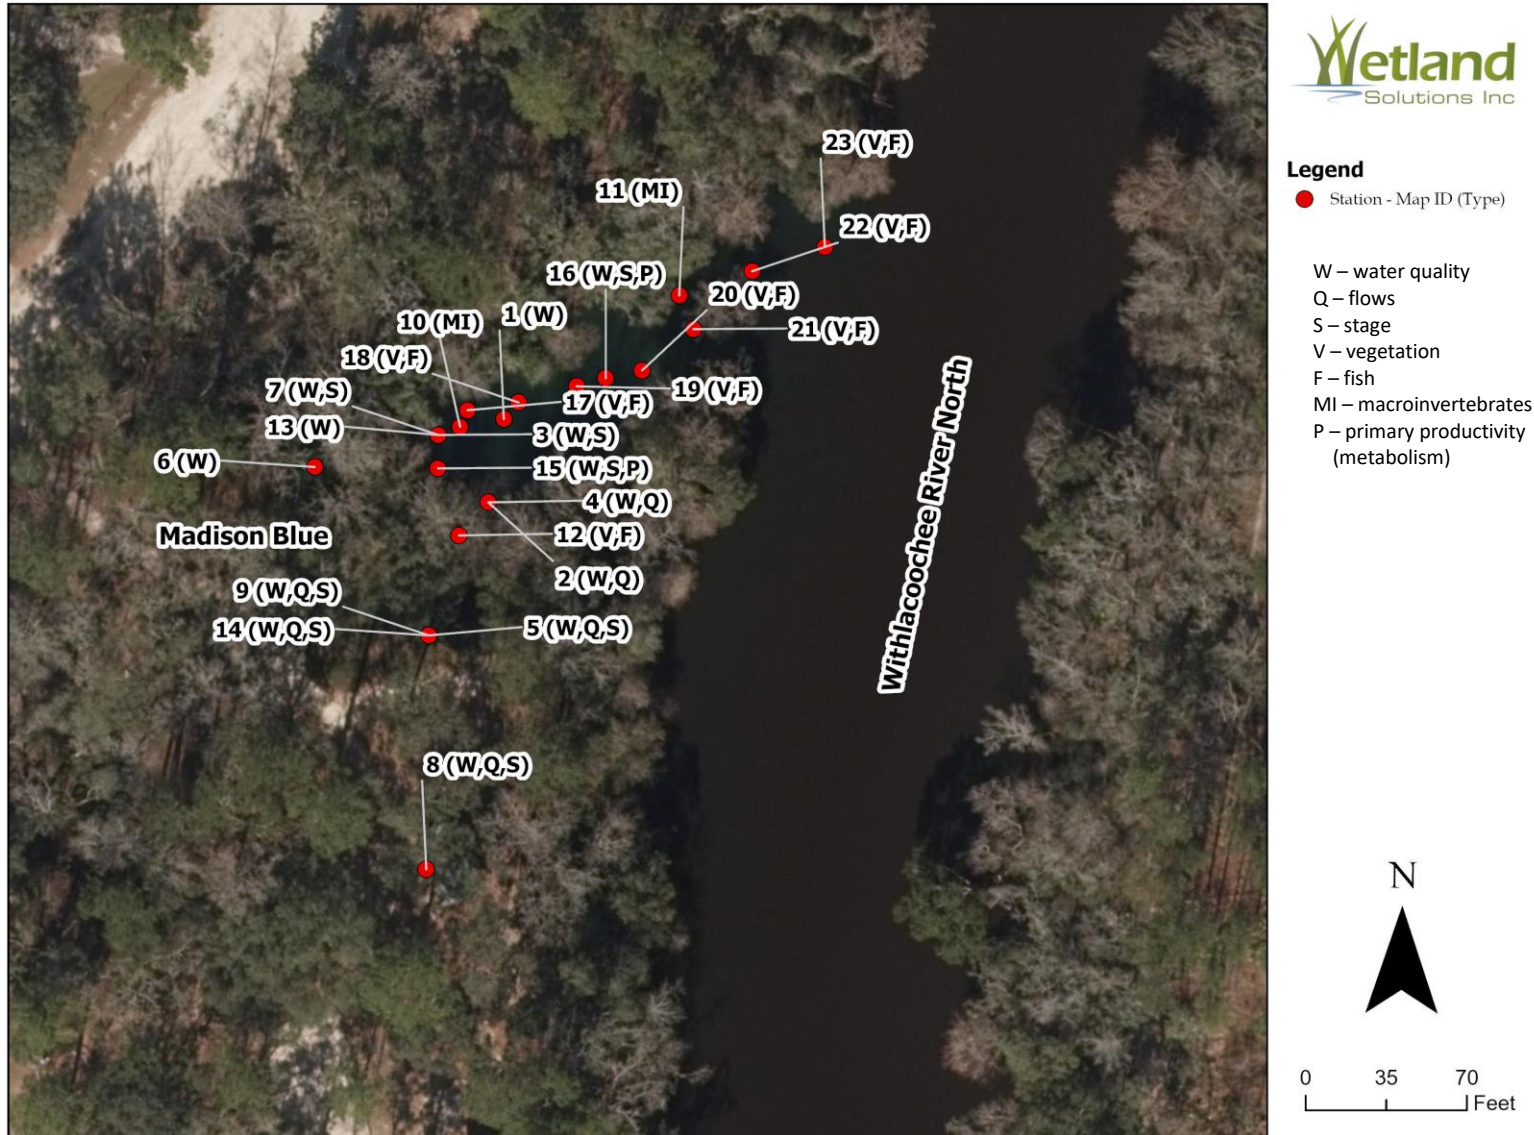 Wetland
Solutions Inc
Legend
Station - Map ID (Type)
W – water quality
Q – flows
S – stage
V – vegetation
F – fish
MI – macroinvertebrates
P – primary productivity
(metabolism)
23 (V,F)
11 (MI)
22 (V,F)
16 (W,S,P)
20 (V,F)
10 (MI)
1 (W)
21 (V,F)
18 (V,F)
7 (W,S)
17 (V,F)
19 (V,F)
13 (W)
3 (W,S)
6 (W)
15 (W,S,P)
4 (W,Q)
Madison Blue
12 (V,F)
2 (W,Q)
9 (W,Q,S)
14 (W,Q,S)
5 (W,Q,S)
Withlacoochee River North
8 (W,Q,S)
N
0 35 70
Feet